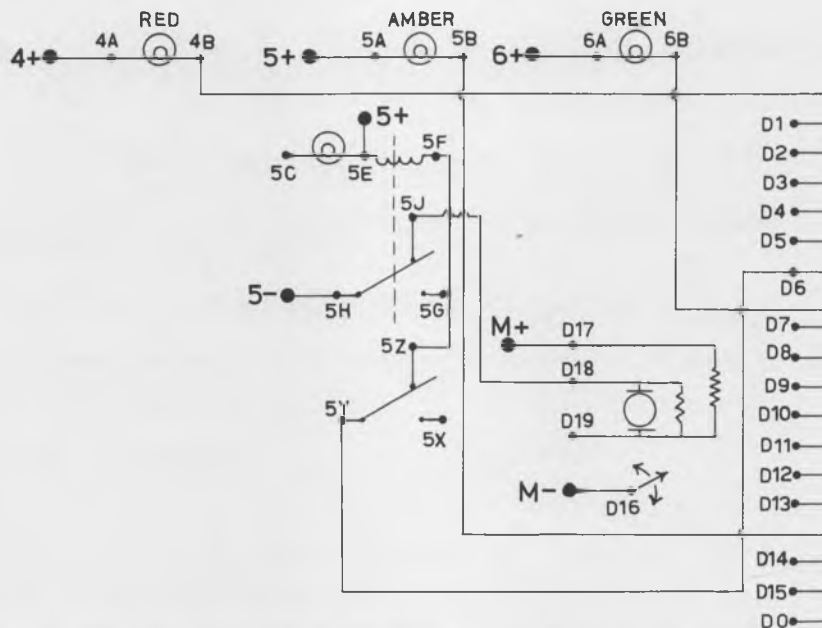 RED AMBER GREEN
4+ 4A 4B 5+ 5A 5B 6+ 6A 6B
5+
D1
5C 5E 5F D2
D3
5J D4
D5
5- 5H 5G D6
M+ D17 D7
5Z D18 D8
D9
5Y 5X D19 D10
D11
M- D16 D12
D13
D14
D15
D0